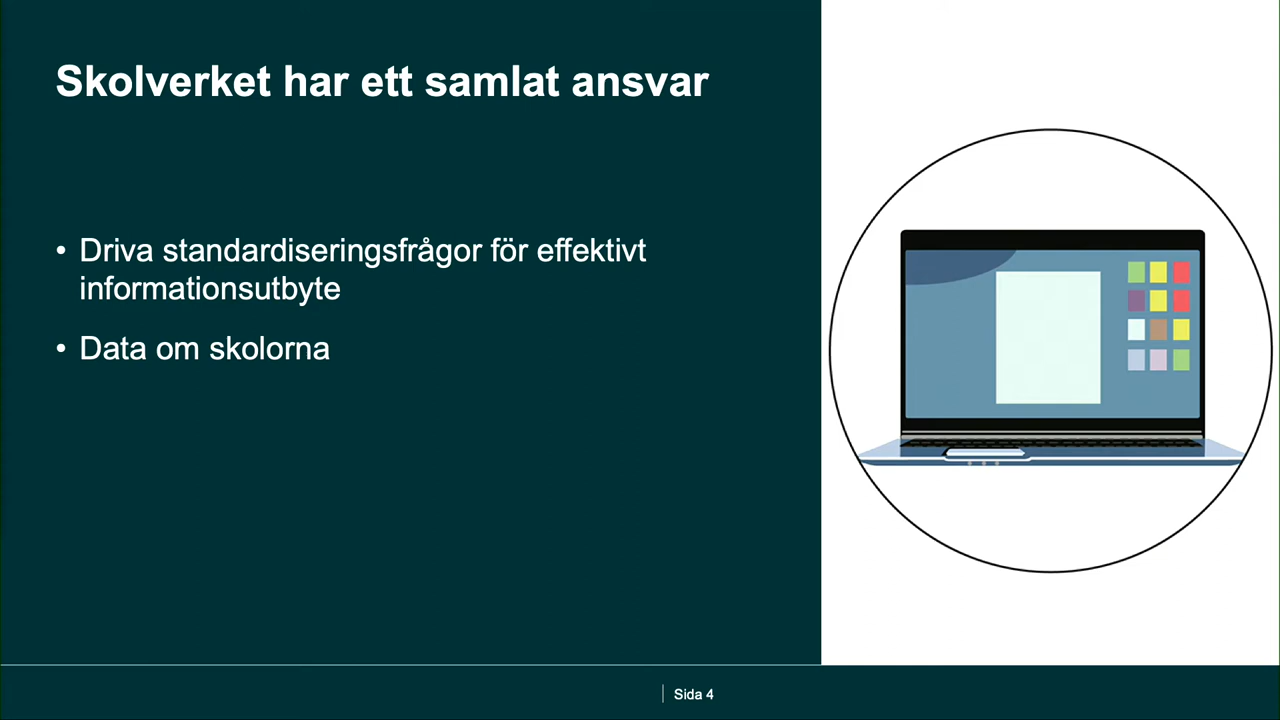 Skolverket har ett samlat ansvar
• Driva standardiseringsfrågor för effektivt
informationsutbyte
• Data om skolorna
Sida 4